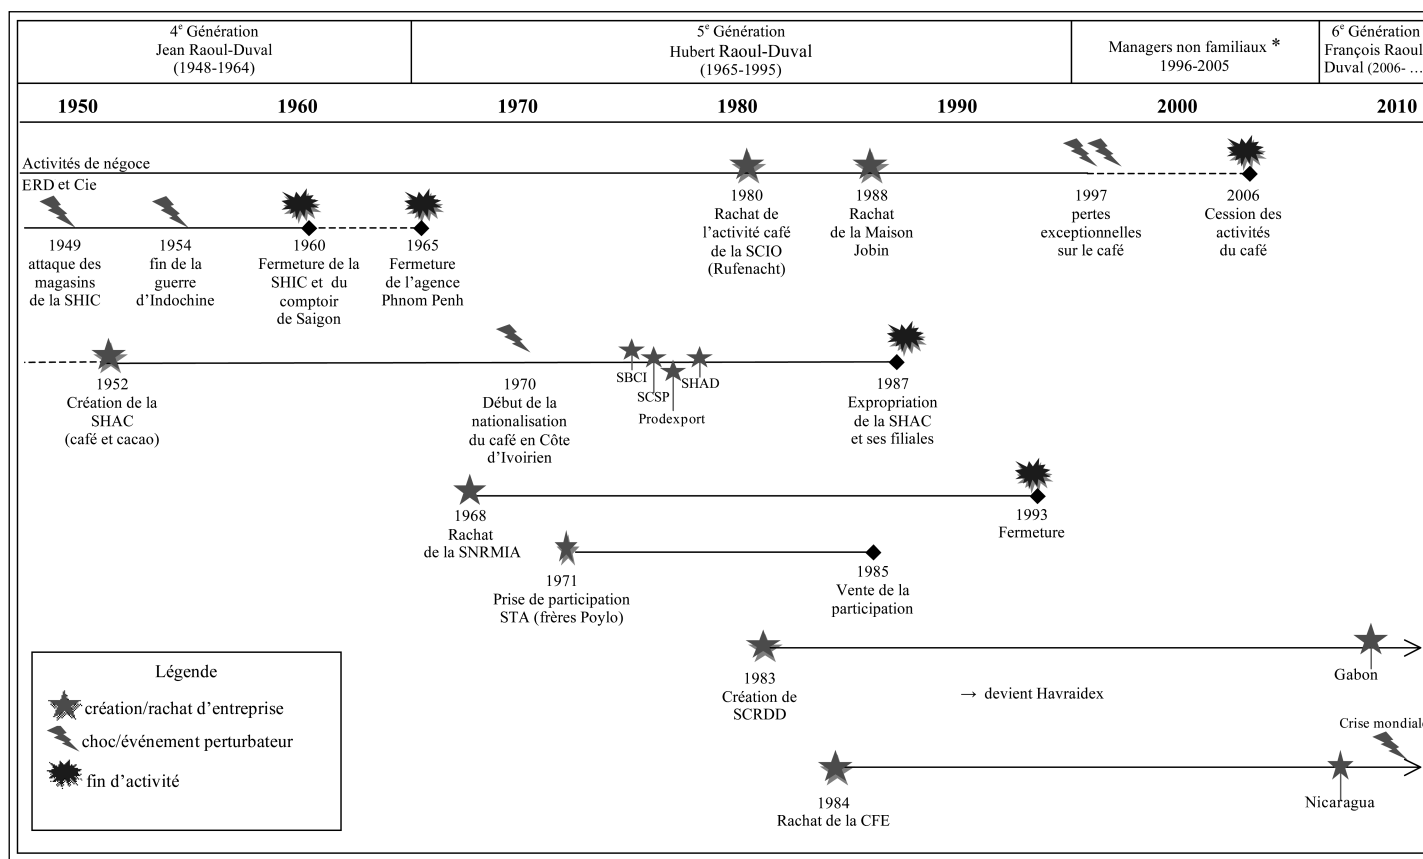 4e Génération
Jean Raoul-Duval
(1948-1964)
5e Génération
Hubert Raoul-Duval
(1965-1995)
Managers non familiaux *
1996-2005
6e Génération
François Raoul
Duval (2006- …
1950 1960 1970 1980 1990 2000 2010
Activités de négoce
ERD et Cie
1980
Rachat de
l’activité café
de la SCIO
(Rufenacht)
1988
Rachat
de la Maison
Jobin
1997
pertes
exceptionnelles
sur le café
2006
Cession des
activités
du café
1949
attaque des
magasins
de la SHIC
1954
fin de la
guerre
d’Indochine
1960
Fermeture de la
SHIC et du
comptoir
de Saigon
1965
Fermeture
de l’agence
Phnom Penh
1952
Création de la
SHAC
(café et cacao)
1970
Début de la
nationalisation
du café en Côte
d’Ivoirien
SBCI
SCSP
Prodexport
SHAD
1987
Expropriation
de la SHAC
et ses filiales
1968
Rachat
de la SNRMIA
1993
Fermeture
1971
Prise de participation
STA (frères Poylo)
1985
Vente de la
participation
1983
Création de
SCRDD
→ devient Havraidex
Gabon
1984
Rachat de la CFE
Crise mondiale
Nicaragua
Légende
création/rachat d’entreprise
choc/événement perturbateur
fin d’activité